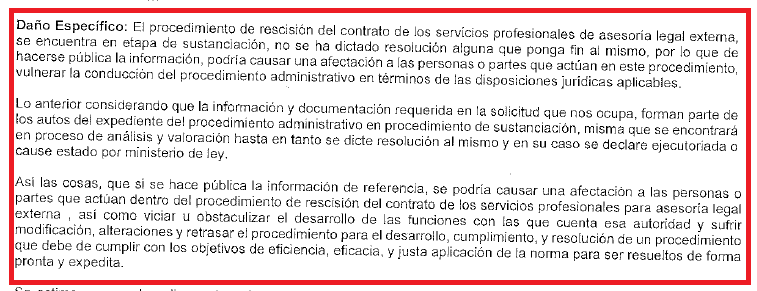 Daño Específico: El procedimiento de rescisión del contrato de los servicios profesionales de asesoría legal externa,
se encuentra en etapa de sustanciación, no se ha dictado resolución alguna que ponga fin al mismo, por lo que de
hacerse pública la información, podría causar una afectación a las personas o partes que actúan en este procedimiento,
vulnerar la conducción del procedimiento administrativo en términos de las disposiciones jurídicas aplicables.
Lo anterior considerando que la información y documentación requerida en la solicitud que nos ocupa, forman parte de
los autos del expediente del procedimiento administrativo en procedimiento de sustanciación, misma que se encontrará
en proceso de análisis y valoración hasta en tanto se dicte resolución al mismo y en su caso se declare ejecutoriada o
cause estado por ministerio de ley.
Así las cosas, que si se hace pública la información de referencia, se podría causar una afectación a las personas o
partes que actúan dentro del procedimiento de rescisión del contrato de los servicios profesionales para asesoría legal
externa , así como viciar u obstaculizar el desarrollo de las funciones con las que cuenta esa autoridad y sufrir
modificación, alteraciones y retrasar el procedimiento para el desarrollo, cumplimiento, y resolución de un procedimiento
que debe de cumplir con los objetivos de eficiencia, eficacia, y justa aplicación de la norma para ser resueltos de forma
pronta y expedita.